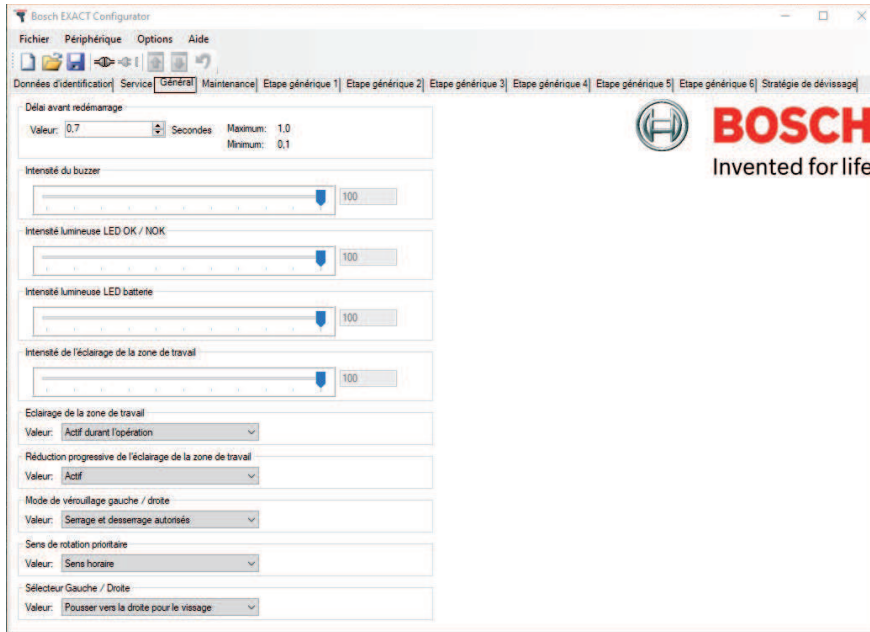 Bosch EXACT Configurator
Fichier Périphérique Options Aide
Données d'identification Service Général Maintenance Etape générique 1 Etape générique 2 Etape générique 3 Etape générique 4 Etape générique 5 Etape générique 6 Stratégie de dévissage
Délai avant redémarrage
Valeur: 0,7 Secondes Maximum: 1,0
Minimum: 0,1
BOSCH
Invented for life
Intensité du buzzer
100
Intensité lumineuse LED OK / NOK
100
Intensité lumineuse LED batterie
100
Intensité de l'éclairage de la zone de travail
100
Eclairage de la zone de travail
Valeur: Actif durant l'opération
Réduction progressive de l'éclairage de la zone de travail
Valeur: Actif
Mode de vérouillage gauche / droite
Valeur: Serrage et desserrage autorisés
Sens de rotation prioritaire
Valeur: Sens horaire
Sélecteur Gauche / Droite
Valeur: Pousser vers la droite pour le vissage